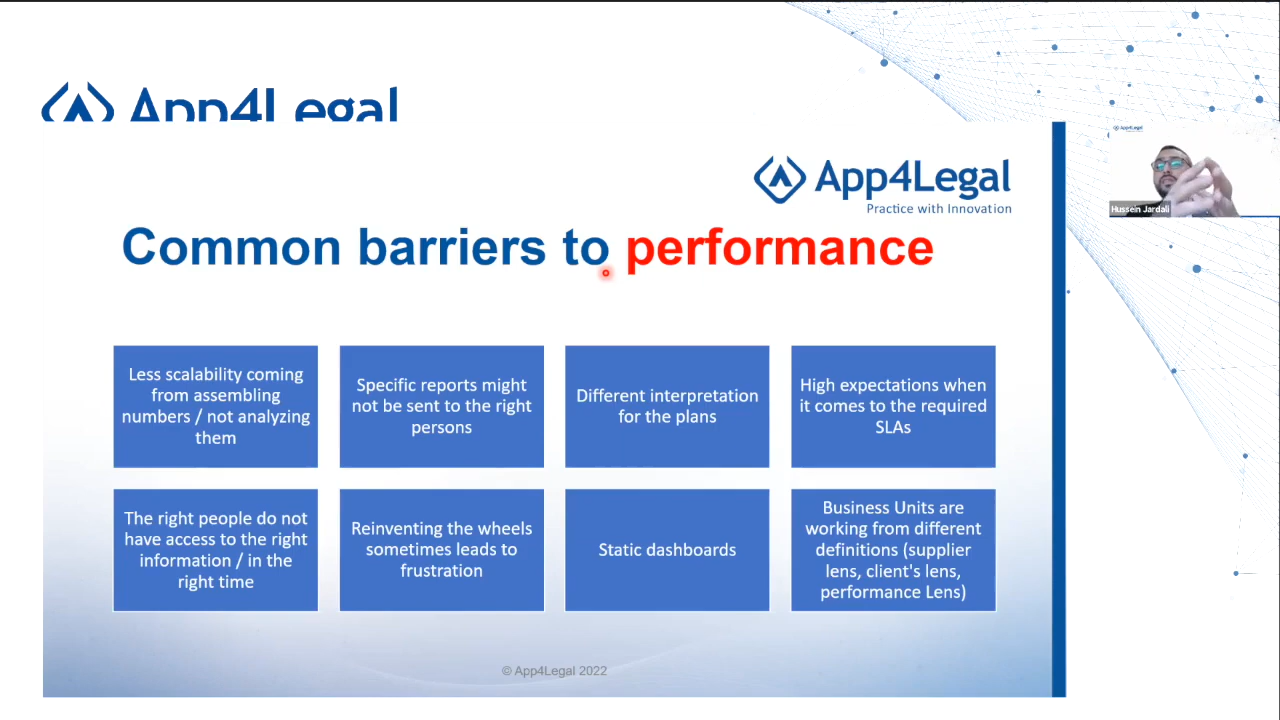 App4Legal
App4Legal
Practice with Innovation
App4Legal
Hussein Jardali
Common barriers to performance
Less scalability coming
from assembling
numbers / not analyzing
them
Specific reports might
not be sent to the right
persons
Different interpretation
for the plans
High expectations when
it comes to the required
SLAs
The right people do not
have access to the right
information / in the
right time
Reinventing the wheels
sometimes leads to
frustration
Static dashboards
Business Units are
working from different
definitions (supplier
lens, client's lens,
performance Lens)
© App4Legal 2022